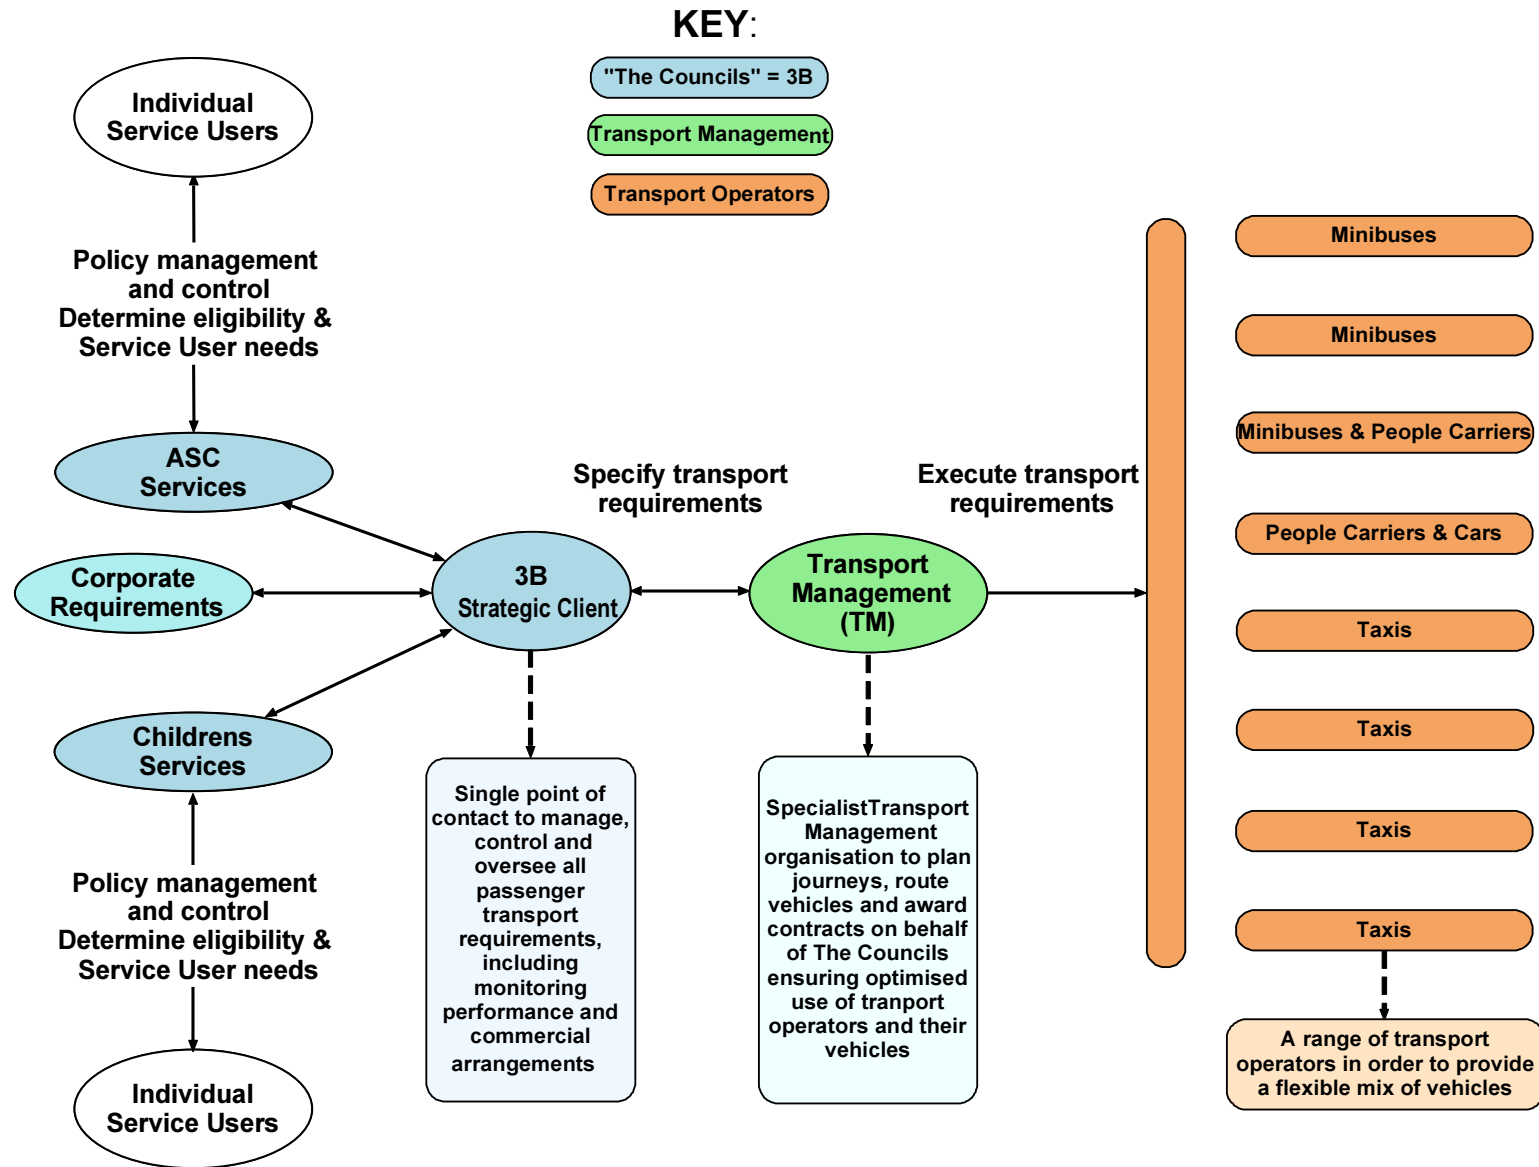 KEY:
"The Councils" = 3B
Transport Management
Transport Operators
Individual
Service Users
Policy management
and control
Determine eligibility &
Service User needs
ASC
Services
Corporate
Requirements
Childrens
Services
Policy management
and control
Determine eligibility &
Service User needs
Individual
Service Users
3B
Strategic Client
Single point of
contact to manage,
control and
oversee all
passenger
transport
requirements,
including
monitoring
performance and
commercial
arrangements
Specify transport
requirements
Transport
Management
(TM)
SpecialistTransport
Management
organisation to plan
journeys, route
vehicles and award
contracts on behalf
of The Councils
ensuring optimised
use of tranport
operators and their
vehicles
Execute transport
requirements
Minibuses
Minibuses
Minibuses & People Carriers
People Carriers & Cars
Taxis
Taxis
Taxis
Taxis
A range of transport
operators in order to provide
a flexible mix of vehicles